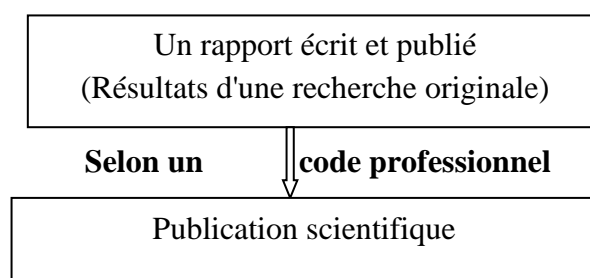 Un rapport écrit et publié
(Résultats d'une recherche originale)
Selon un code professionnel
Publication scientifique